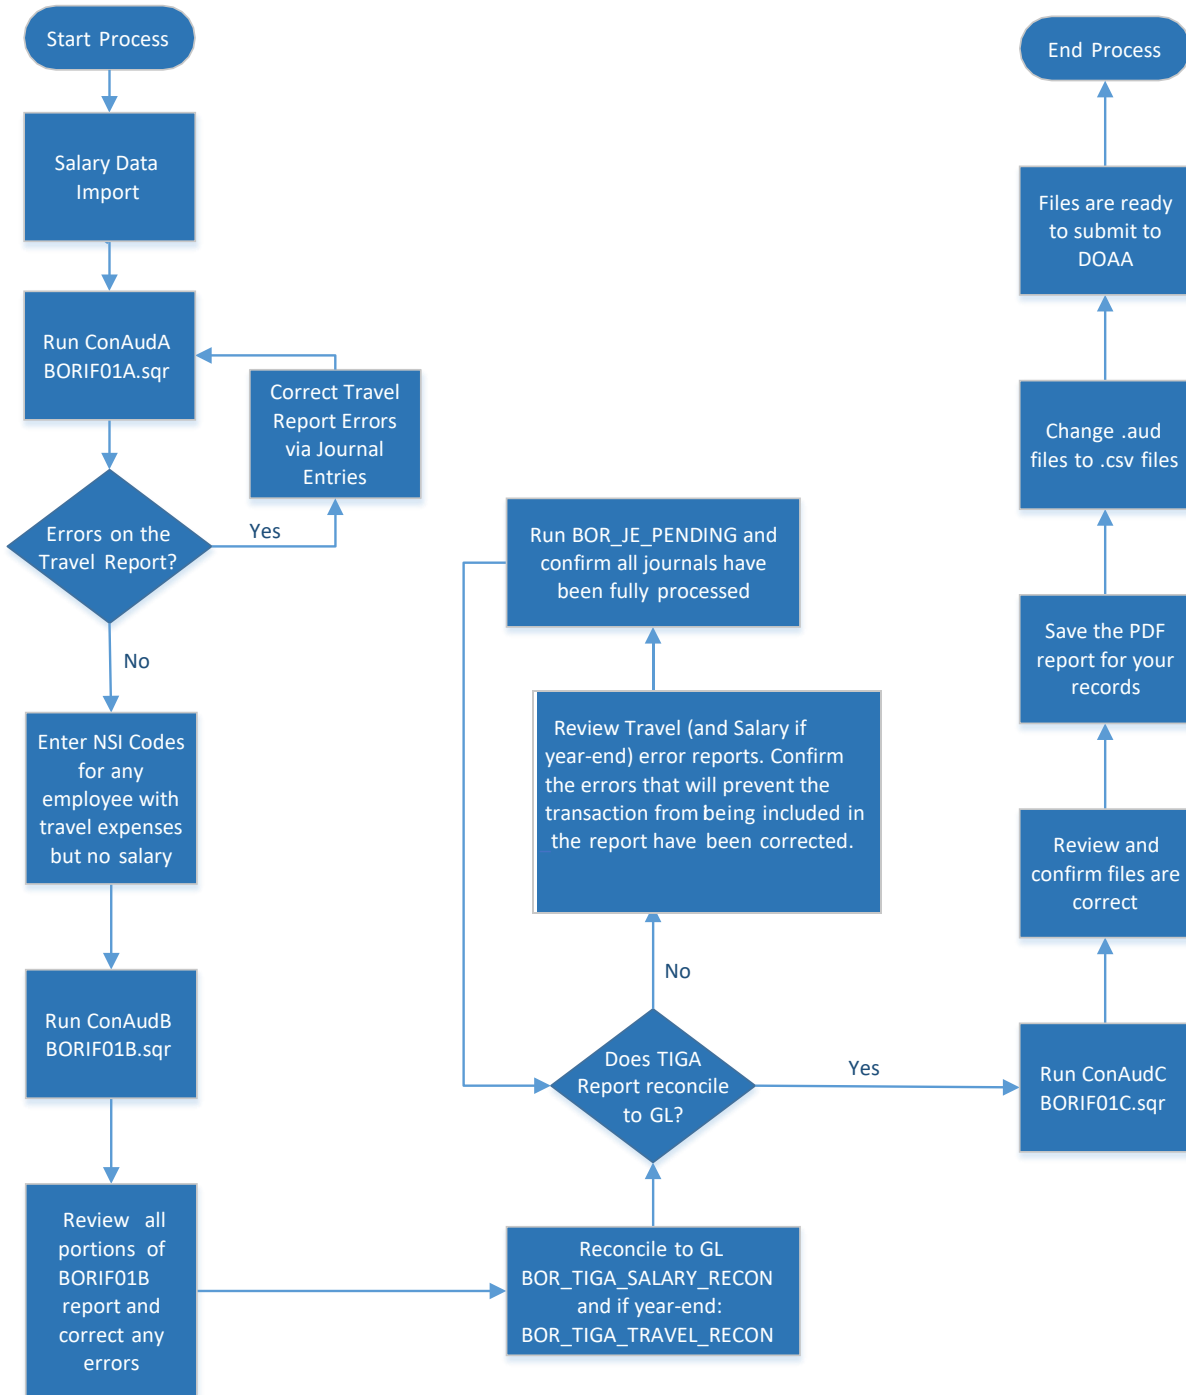 Start Process
Salary Data
Import
Run ConAudA
BORIF01A.sqr
Correct Travel
Report Errors
via Journal
Entries
Errors on the
Travel Report?
Yes
No
Enter NSI Codes
for any
employee with
travel expenses
but no salary
Run ConAudB
BORIF01B.sqr
Review all
portions of
BORIF01B
report and
correct any
errors
Reconcile to GL
BOR_TIGA_SALARY_RECON
and if year-end:
BOR_TIGA_TRAVEL_RECON
Does TIGA
Report reconcile
to GL?
No
Review Travel (and Salary if
year-end) error reports. Confirm
the errors that will prevent the
transaction from being included in
the report have been corrected.
Run BOR_JE_PENDING and
confirm all journals have
been fully processed
Yes
Run ConAudC
BORIF01C.sqr
Review and
confirm files are
correct
Save the PDF
report for your
records
Change .aud
files to .csv files
Files are ready
to submit to
DOAA
End Process